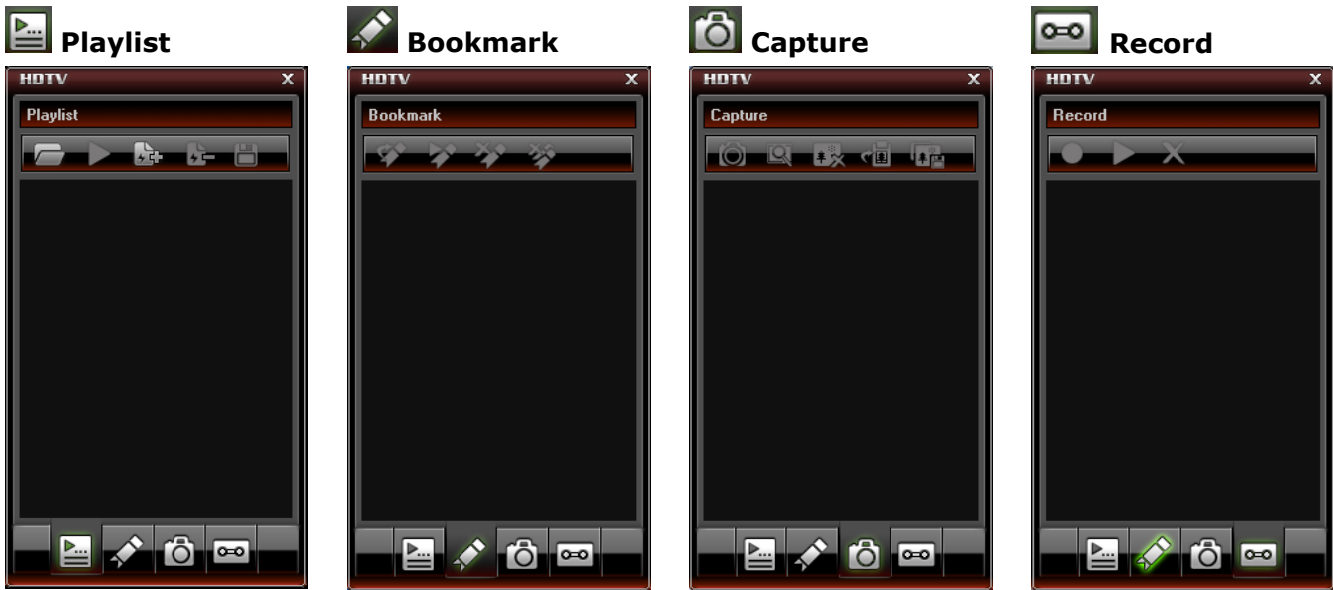 Playlist
HDTV X
Playlist
Bookmark
HDTV X
Bookmark
Capture
HDTV X
Capture
Record
HDTV X
Record